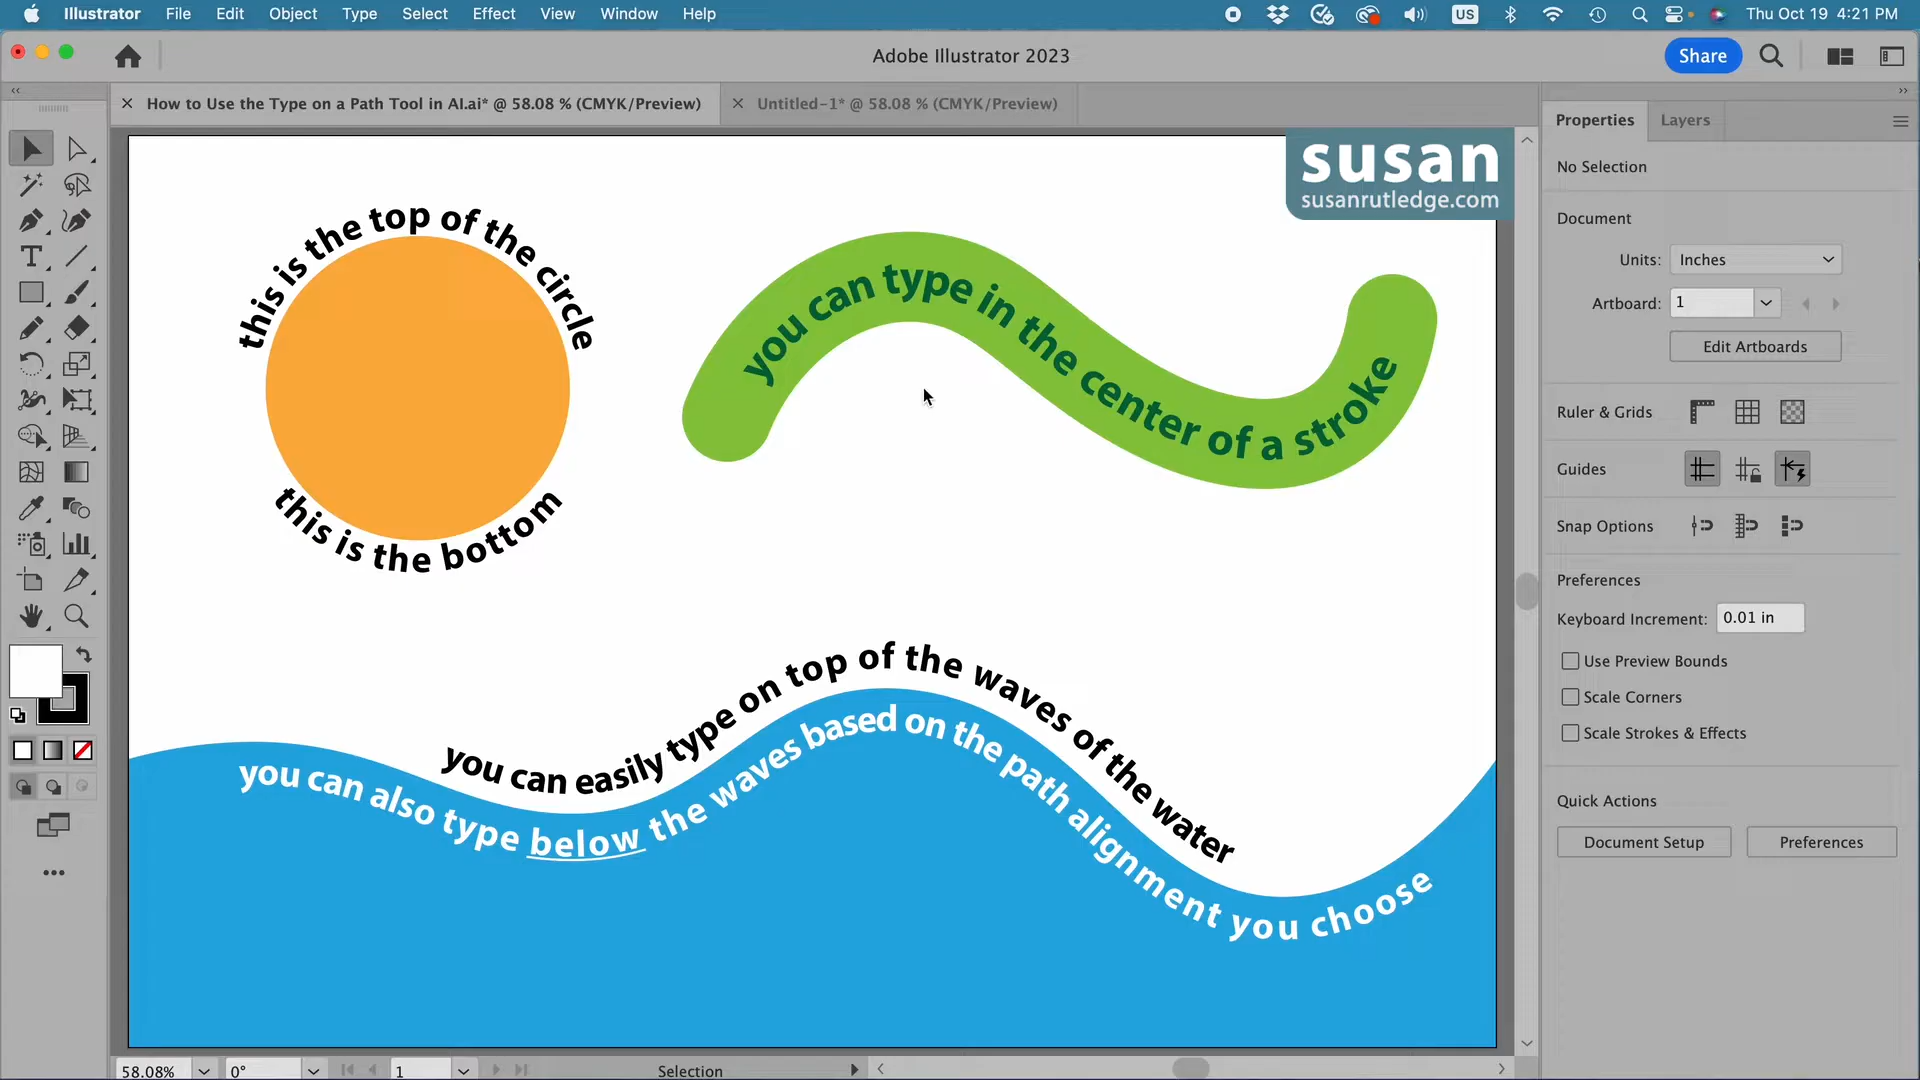 Illustrator File Edit Object Type Select Effect View Window Help US Thu Oct 19 4:21 PM
Adobe Illustrator 2023
Share
× How to Use the Type on a Path Tool in AI.ai* @ 58.08 % (CMYK/Preview) × Untitled-1* @ 58.08 % (CMYK/Preview)
susan
susanrutledge.com
this is the top of the circle
this is the bottom
you can type in the center of a stroke
you can easily type on top of the waves of the water
you can also type below the waves based on the path alignment you choose
Properties Layers
No Selection
Document
Units: Inches
Artboard: 1
Edit Artboards
Ruler & Grids
Guides
Snap Options
Preferences
Keyboard Increment: 0.01 in
Use Preview Bounds
Scale Corners
Scale Strokes & Effects
Quick Actions
Document Setup Preferences
58.08% 0° 1 Selection